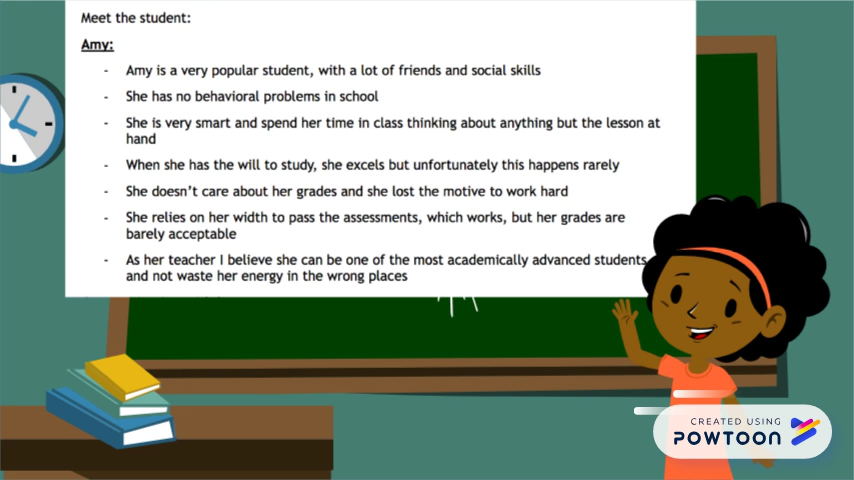 Meet the student:
Amy:
- Amy is a very popular student, with a lot of friends and social skills
- She has no behavioral problems in school
- She is very smart and spend her time in class thinking about anything but the lesson at
hand
- When she has the will to study, she excels but unfortunately this happens rarely
- She doesn't care about her grades and she lost the motive to work hard
- She relies on her width to pass the assessments, which works, but her grades are
barely acceptable
- As her teacher I believe she can be one of the most academically advanced students
and not waste her energy in the wrong places
CREATED USING
POWTOON